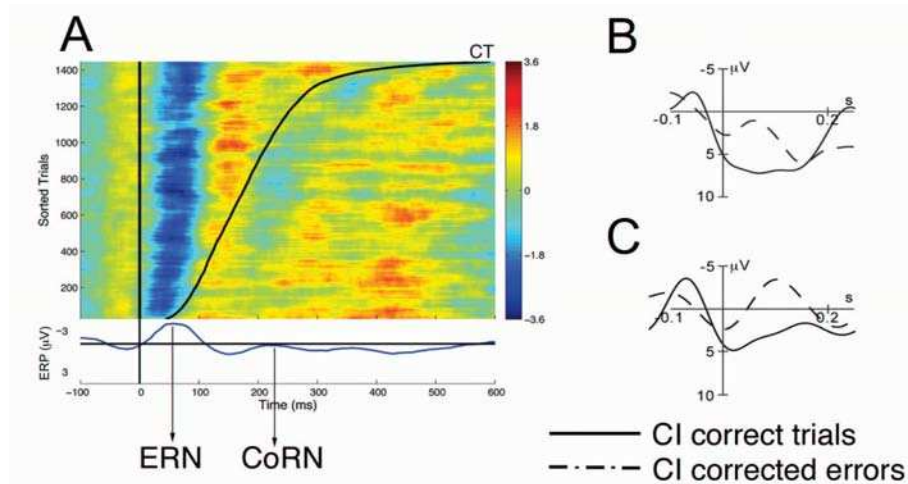 A
CT
Sorted Trials
1400
1200
1000
800
600
400
200
3.6
1.8
0
-1.8
-3.6
ERP (μV)
-3
3
-100 0 100 200 300 400 500 600
Time (ms)
ERN CoRN
B
-5 μV
s
-0.1 0.2
5
10
C
-5 μV
s
-0.1 0.2
5
10
CI correct trials
CI corrected errors